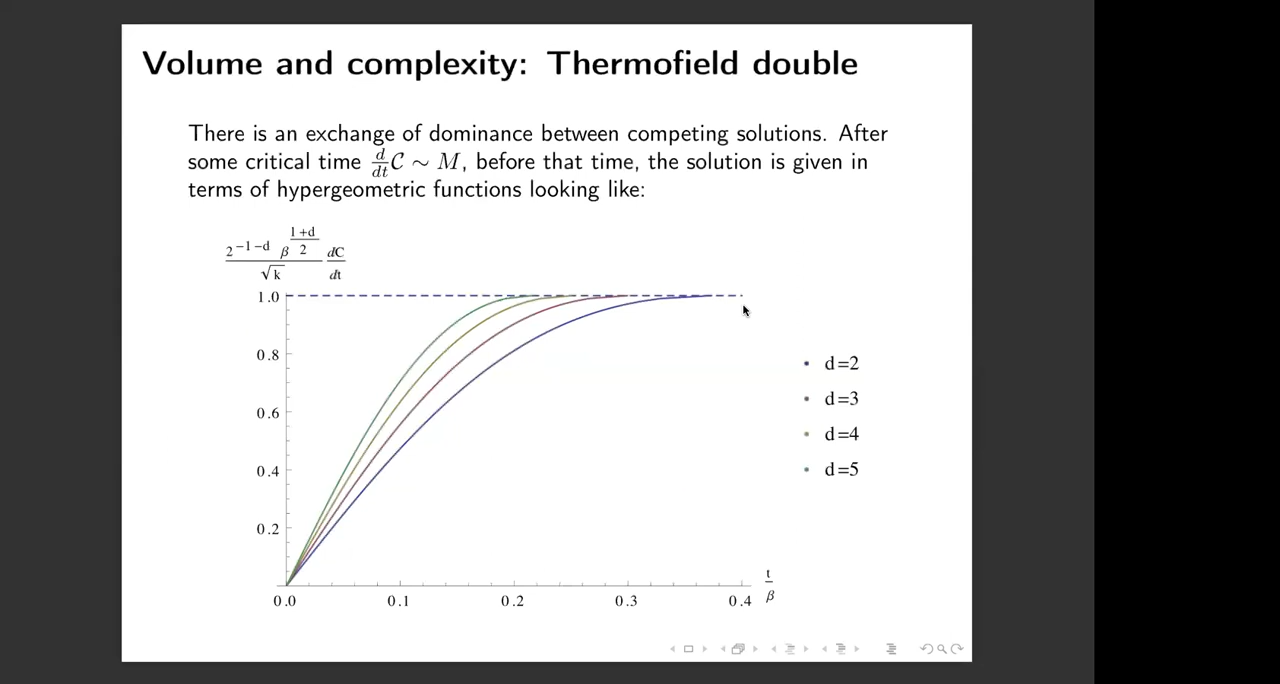 Volume and complexity: Thermofield double
There is an exchange of dominance between competing solutions. After
some critical time d/dt C ∼ M, before that time, the solution is given in
terms of hypergeometric functions looking like:
2^(−1−d) β^((1+d)/2) / √k dC/dt
1.0
0.8
0.6
0.4
0.2
0.0 0.1 0.2 0.3 0.4
t/β
d=2
d=3
d=4
d=5